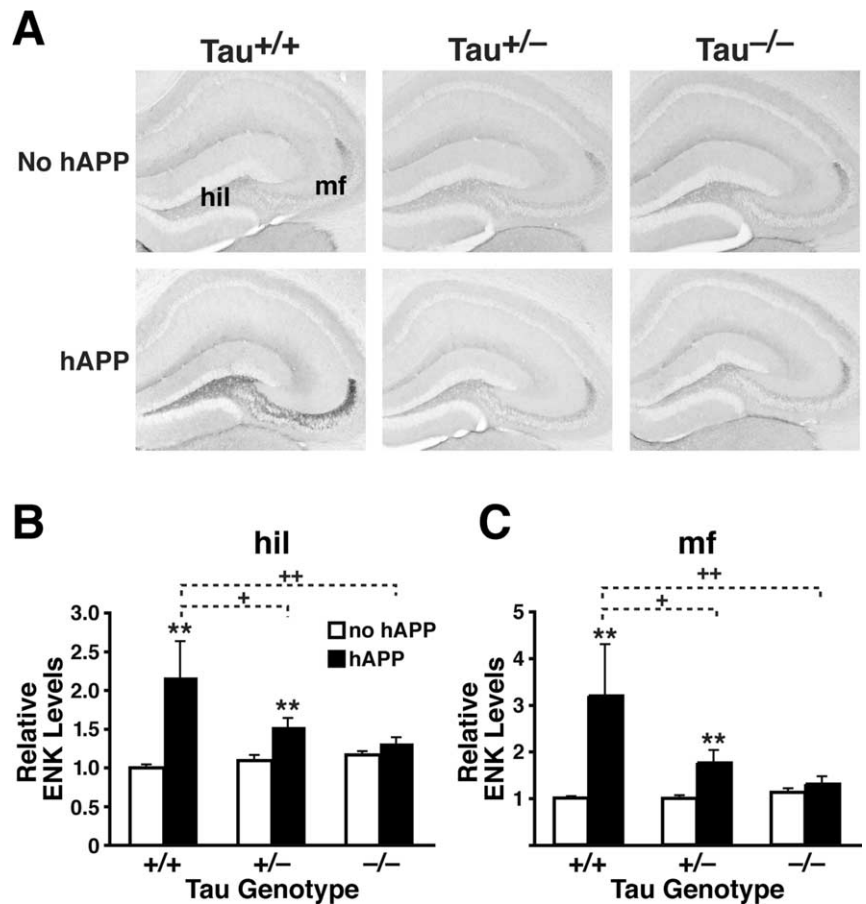 A
Tau+/+ Tau+/– Tau–/–
No hAPP
hil mf
hAPP
B
hil
++
+
**
**
no hAPP
hAPP
Relative
ENK Levels
3.0
2.5
2.0
1.5
1.0
0.5
0
+/+ +/– –/–
Tau Genotype
C
mf
++
+
**
**
Relative
ENK Levels
5
4
3
2
1
+/+ +/– –/–
Tau Genotype